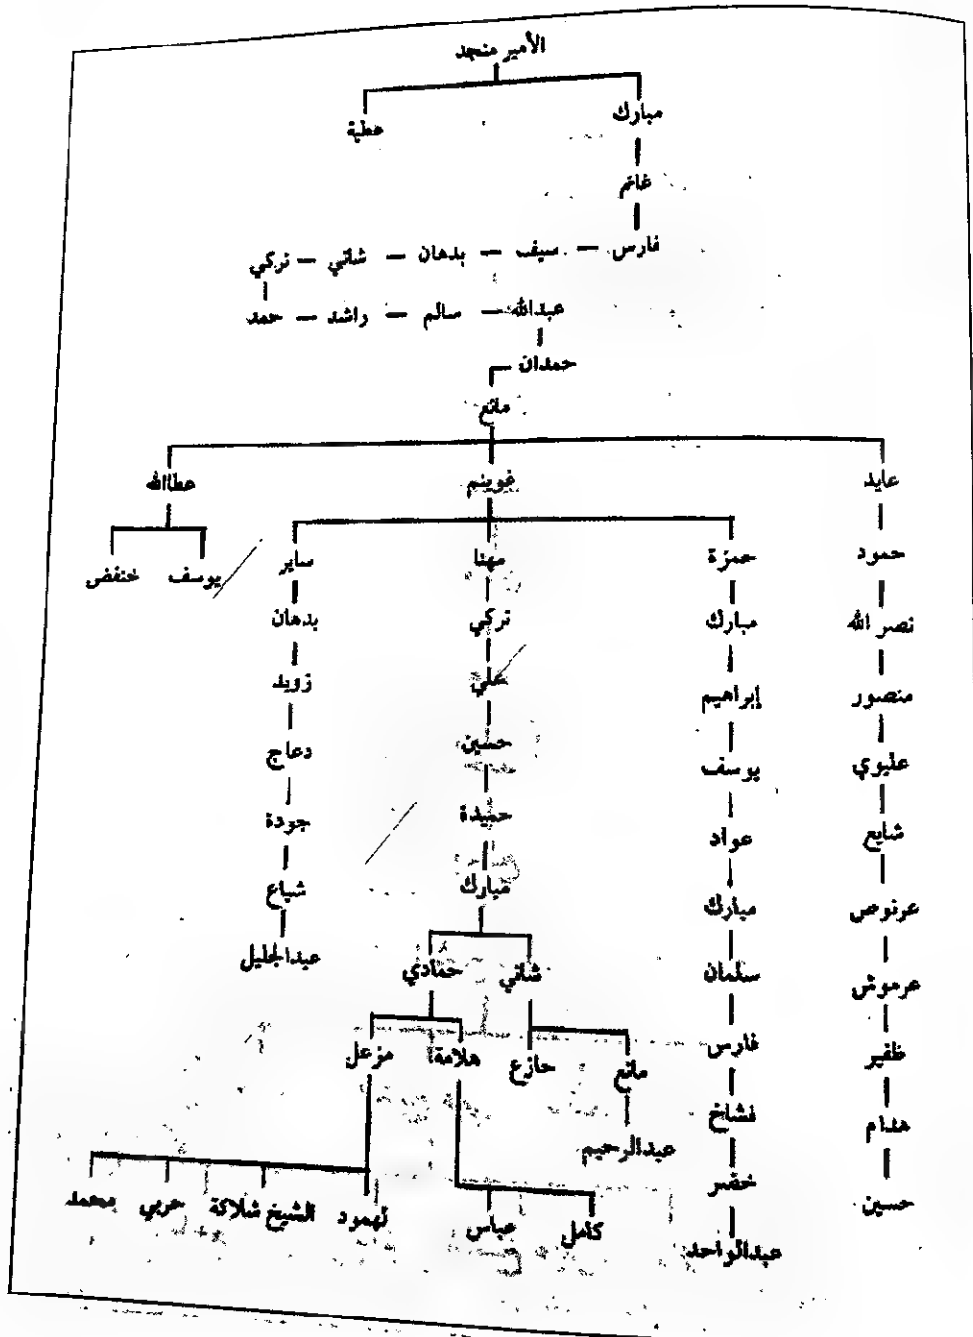 الأمير منجد
مبارك عطية
غانم
فارس – سيف – بدهان – شاني – تركي
عبدالله – سالم – راشد – حمد
حمدان
مانع
عايد غوينم عطاالله
حمود حمزة مهنا ساير يوسف خنفض
نصر الله مبارك تركي بدهان
منصور إبراهيم علي زويد
عليوي يوسف حسين دعاج
شايع عواد حميدة جودة
عرنوص مبارك مبارك شياع
عرموش سلمان شاني حمادي عبدالجليل
ظفير فارس مانع حازع هلامة مزعل
هدام نشاخ عبدالرحيم
حسين خضر كامل عباس لهمود الشيخ شلاكة حربي محمد
عبدالواحد